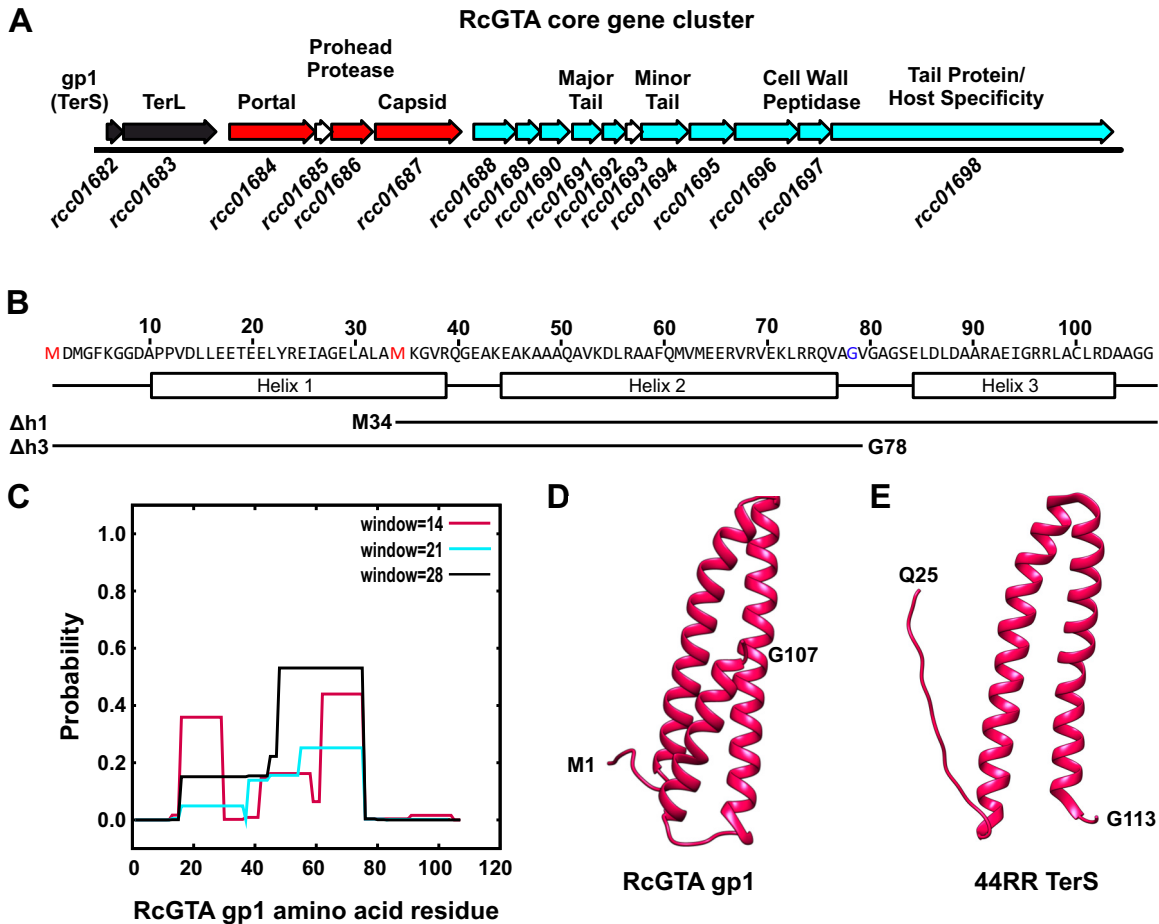 A
RcGTA core gene cluster
gp1
(TerS)
TerL
Portal
Prohead
Protease
Capsid
Major
Tail
Minor
Tail
Cell Wall
Peptidase
Tail Protein/
Host Specificity
rcc01682
rcc01683
rcc01684
rcc01685
rcc01686
rcc01687
rcc01688
rcc01689
rcc01690
rcc01691
rcc01692
rcc01693
rcc01694
rcc01695
rcc01696
rcc01697
rcc01698
B
10 20 30 40 50 60 70 80 90 100
MDMGFKGGDAPPVDLLEETEELYREIAGELALAMKGVRQGEAKEAKAAAQAVKDLRAAFQMVMEERVRVEKLRRQVAGVGAGSELDLDAARAEIGRRLACLRDAAGG
Helix 1 Helix 2 Helix 3
Δh1 M34
Δh3 G78
C
window=14
window=21
window=28
1.0
0.8
0.6
0.4
0.2
0.0
Probability
0 20 40 60 80 100 120
RcGTA gp1 amino acid residue
D
G107
M1
RcGTA gp1
E
Q25
G113
44RR TerS